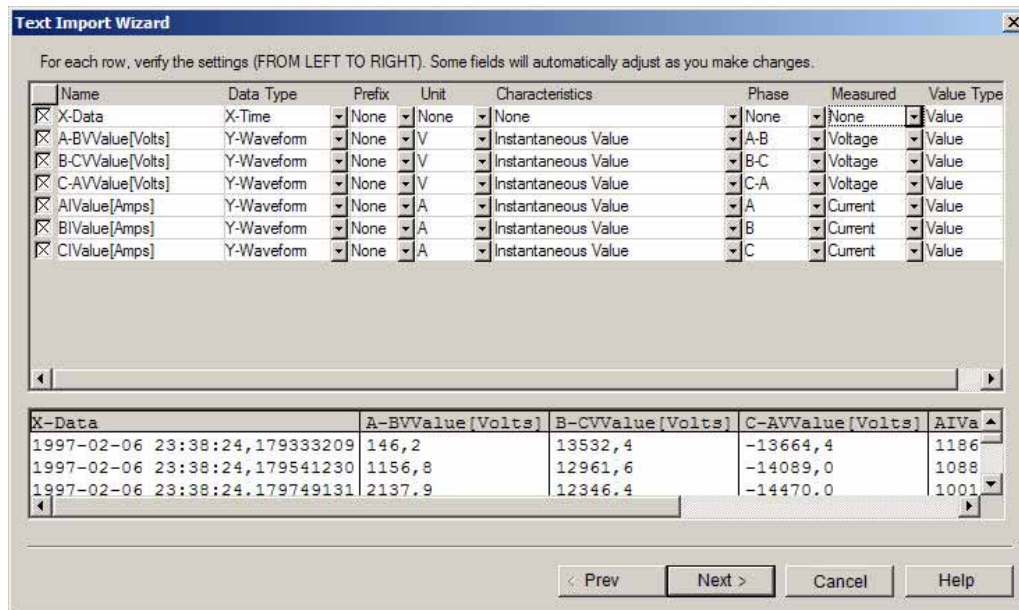 Text Import Wizard
For each row, verify the settings (FROM LEFT TO RIGHT). Some fields will automatically adjust as you make changes.
Name Data Type Prefix Unit Characteristics Phase Measured Value Type
X-Data X-Time None None None None None Value
A-BVValue[Volts] Y-Waveform None V Instantaneous Value A-B Voltage Value
B-CVValue[Volts] Y-Waveform None V Instantaneous Value B-C Voltage Value
C-AVValue[Volts] Y-Waveform None V Instantaneous Value C-A Voltage Value
AIValue[Amps] Y-Waveform None A Instantaneous Value A Current Value
BIValue[Amps] Y-Waveform None A Instantaneous Value B Current Value
CIValue[Amps] Y-Waveform None A Instantaneous Value C Current Value
X-Data A-BVValue[Volts] B-CVValue[Volts] C-AVValue[Volts] AIVa
1997-02-06 23:38:24,179333209 146,2 13532,4 -13664,4 1186
1997-02-06 23:38:24,179541230 1156,8 12961,6 -14089,0 1088
1997-02-06 23:38:24,179749131 2137,9 12346,4 -14470,0 1001
< Prev Next > Cancel Help